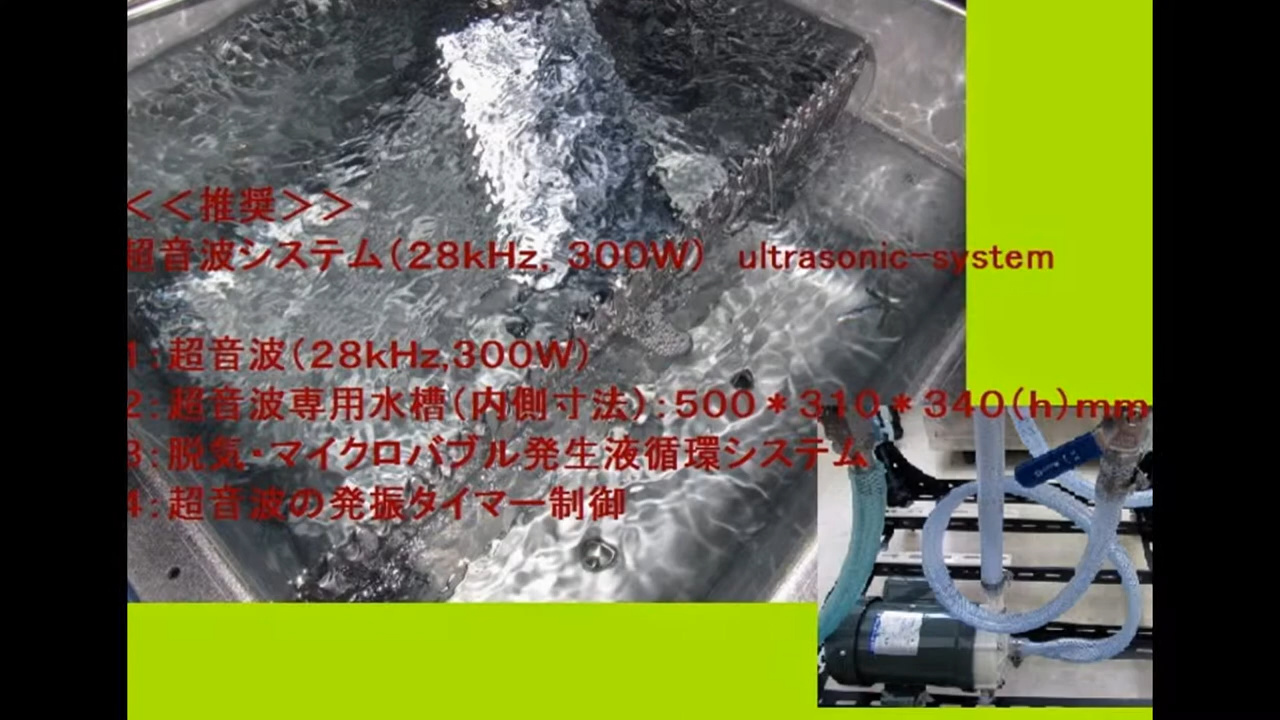 ＜＜推奨＞＞
超音波システム（28kHz, 300W） ultrasonic-system
1：超音波（28kHz,300W）
2：超音波専用水槽（内側寸法）：500＊310＊340（h）mm
3：脱気・マイクロバブル発生液循環システム
4：超音波の発振タイマー制御